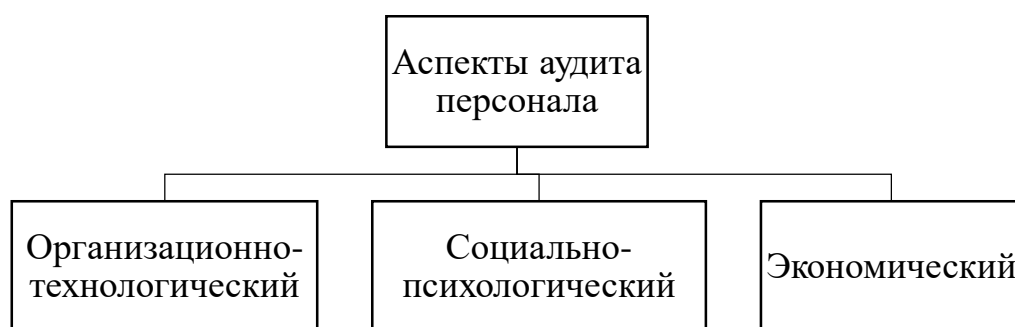 Аспекты аудита
персонала
Организационно-
технологический
Социально-
психологический
Экономический